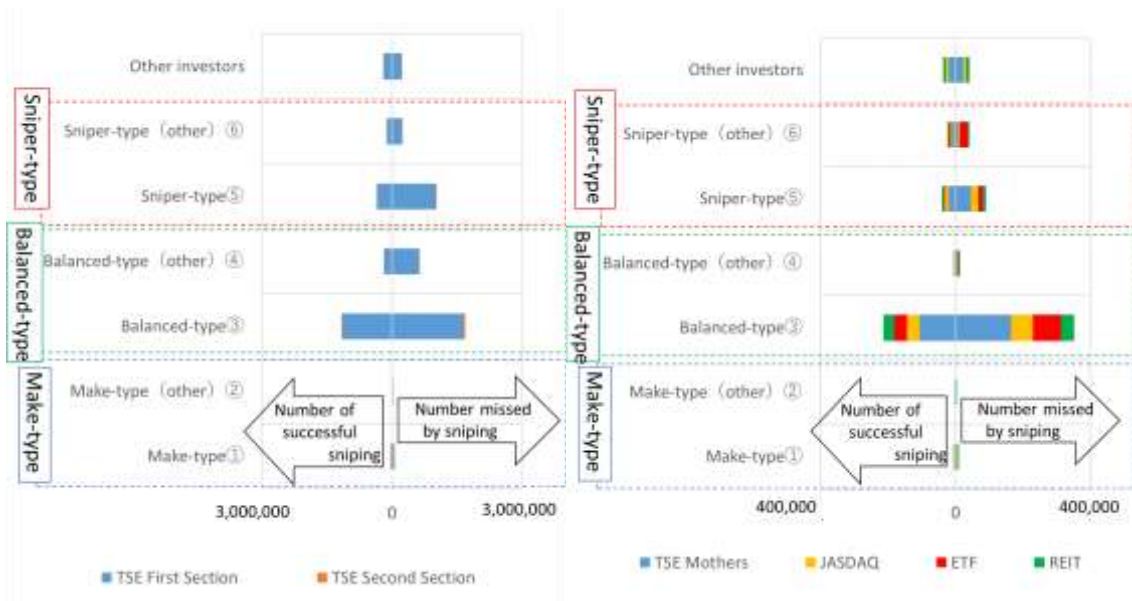 Other investors
Sniper-type（other）⑥
Sniper-type⑤
Balanced-type（other）④
Balanced-type③
Make-type（other）②
Make-type①
Sniper-type
Balanced-type
Make-type
Number of
successful
sniping
Number missed
by sniping
3,000,000
0
3,000,000
TSE First Section
TSE Second Section
Other investors
Sniper-type（other）⑥
Sniper-type⑤
Balanced-type（other）④
Balanced-type③
Make-type（other）②
Make-type①
Sniper-type
Balanced-type
Make-type
Number of
successful
sniping
Number missed
by sniping
400,000
0
400,000
TSE Mothers
JASDAQ
ETF
REIT